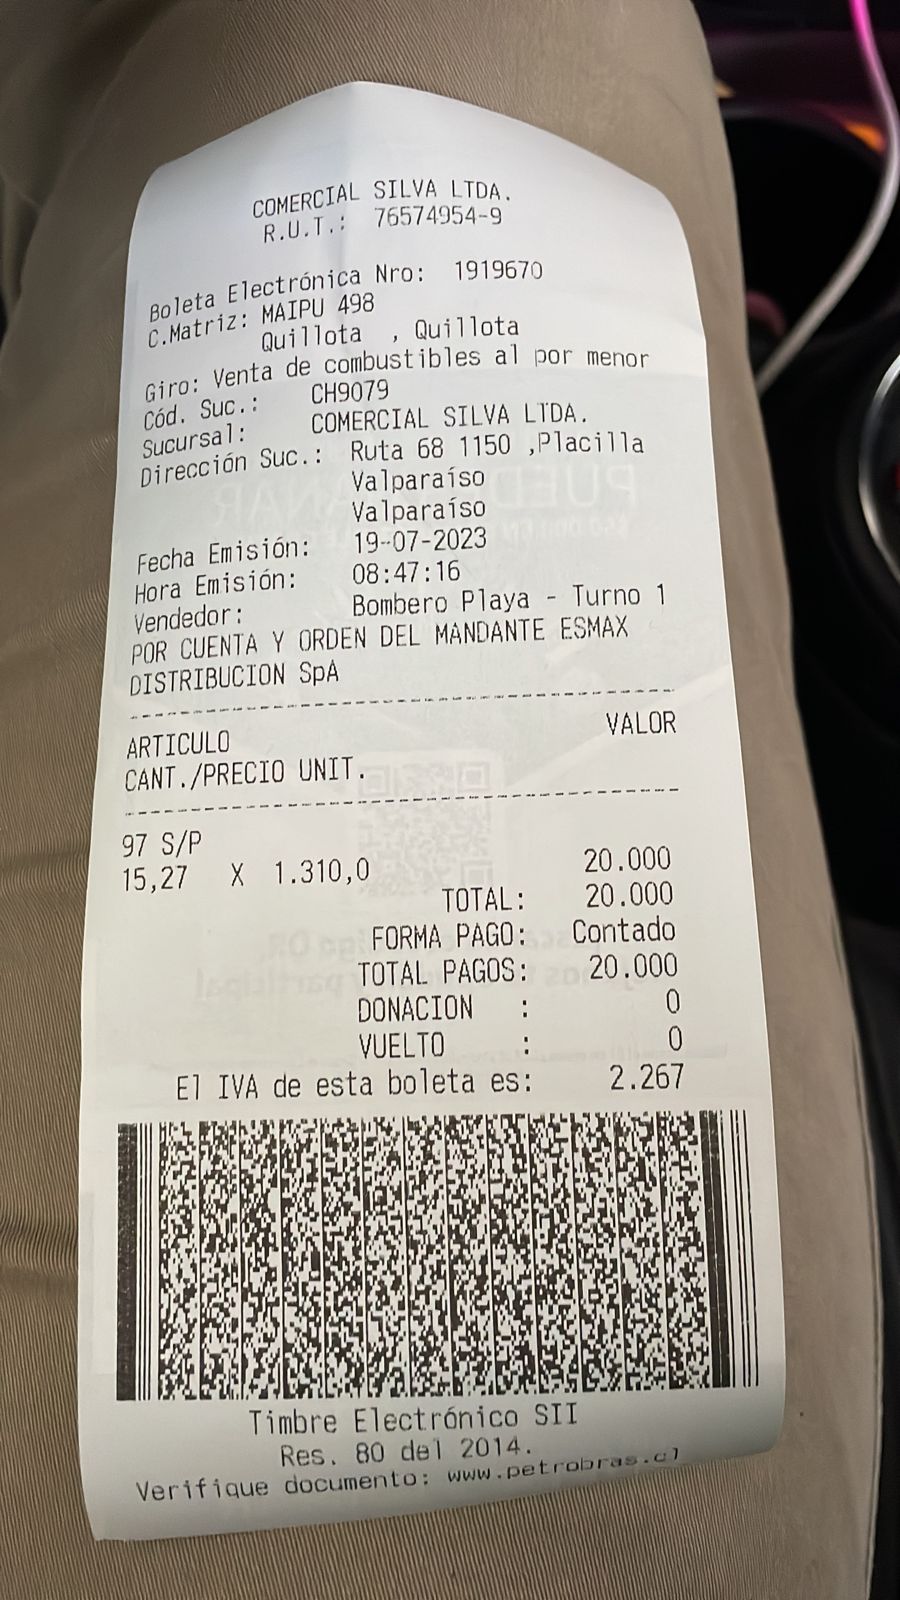 COMERCIAL SILVA LTDA.
R.U.T.: 76574954-9
Boleta Electrónica Nro: 1919670
C.Matriz: MAIPU 498
Quillota , Quillota
Giro: Venta de combustibles al por menor
Cód. Suc.: CH9079
Sucursal: COMERCIAL SILVA LTDA.
Dirección Suc.: Ruta 68 1150 ,Placilla
Valparaíso
Valparaíso
Fecha Emisión: 19-07-2023
Hora Emisión: 08:47:16
Vendedor: Bombero Playa - Turno 1
POR CUENTA Y ORDEN DEL MANDANTE ESMAX
DISTRIBUCION SpA
ARTICULO VALOR
CANT./PRECIO UNIT.
97 S/P
15,27 X 1.310,0 20.000
TOTAL: 20.000
FORMA PAGO: Contado
TOTAL PAGOS: 20.000
DONACION : 0
VUELTO : 0
El IVA de esta boleta es: 2.267
Timbre Electrónico SII
Res. 80 del 2014.
Verifique documento: www.petrobras.cl